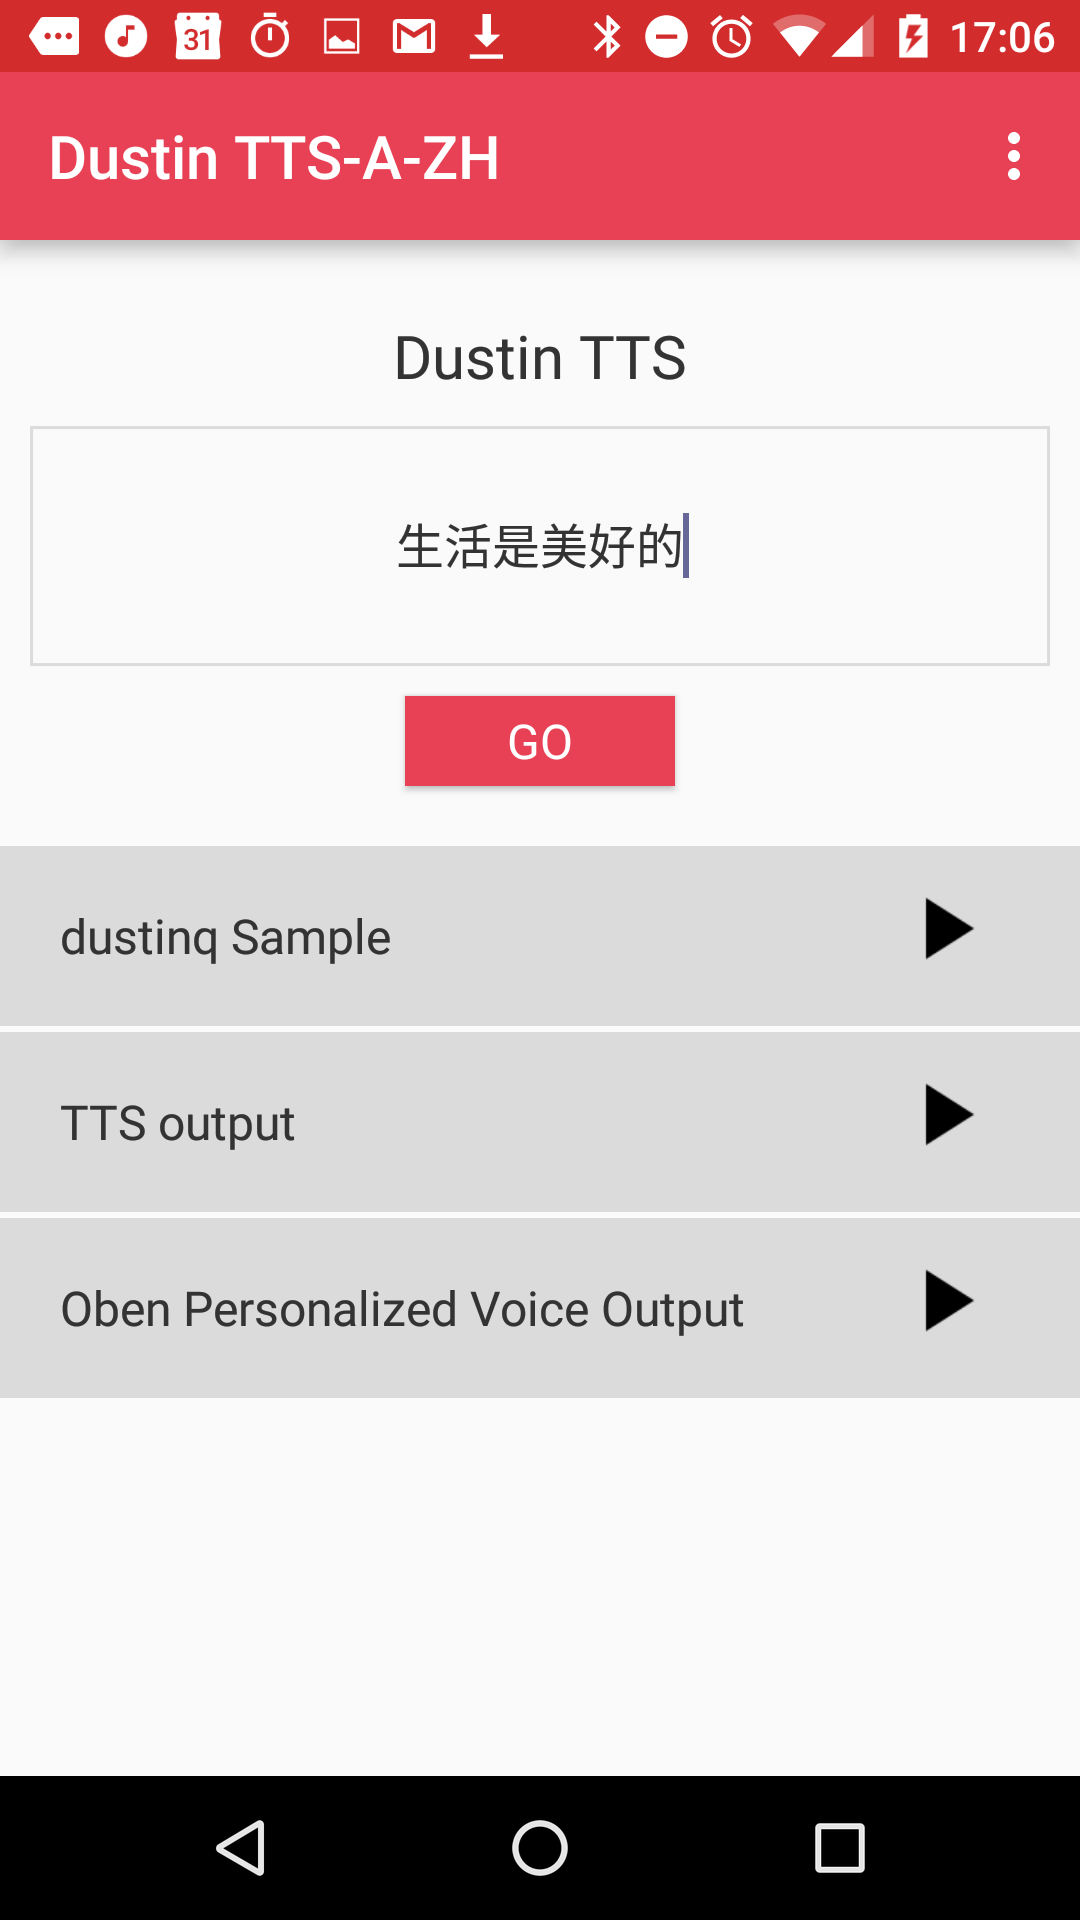 31
17:06
Dustin TTS-A-ZH
Dustin TTS
生活是美好的
GO
dustinq Sample
TTS output
Oben Personalized Voice Output